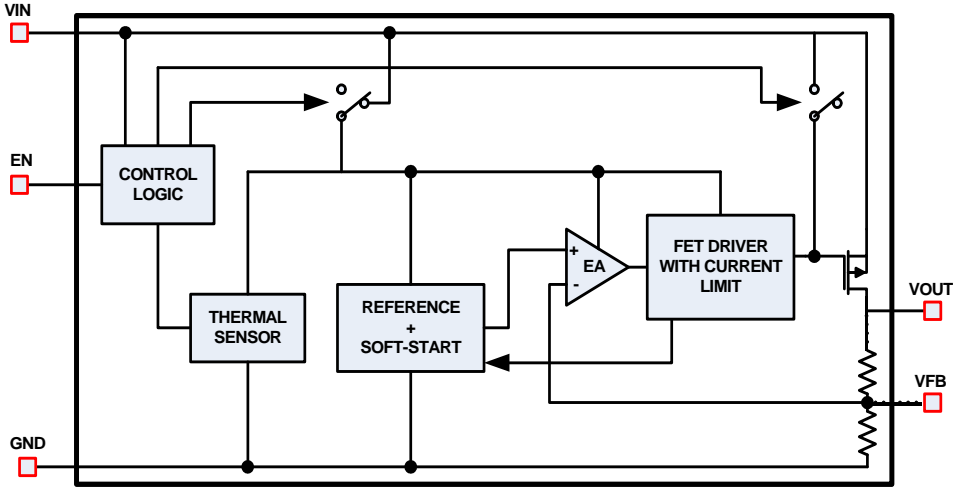 VIN
EN
CONTROL
LOGIC
THERMAL
SENSOR
REFERENCE
+
SOFT-START
+
EA
-
FET DRIVER
WITH CURRENT
LIMIT
VOUT
VFB
GND